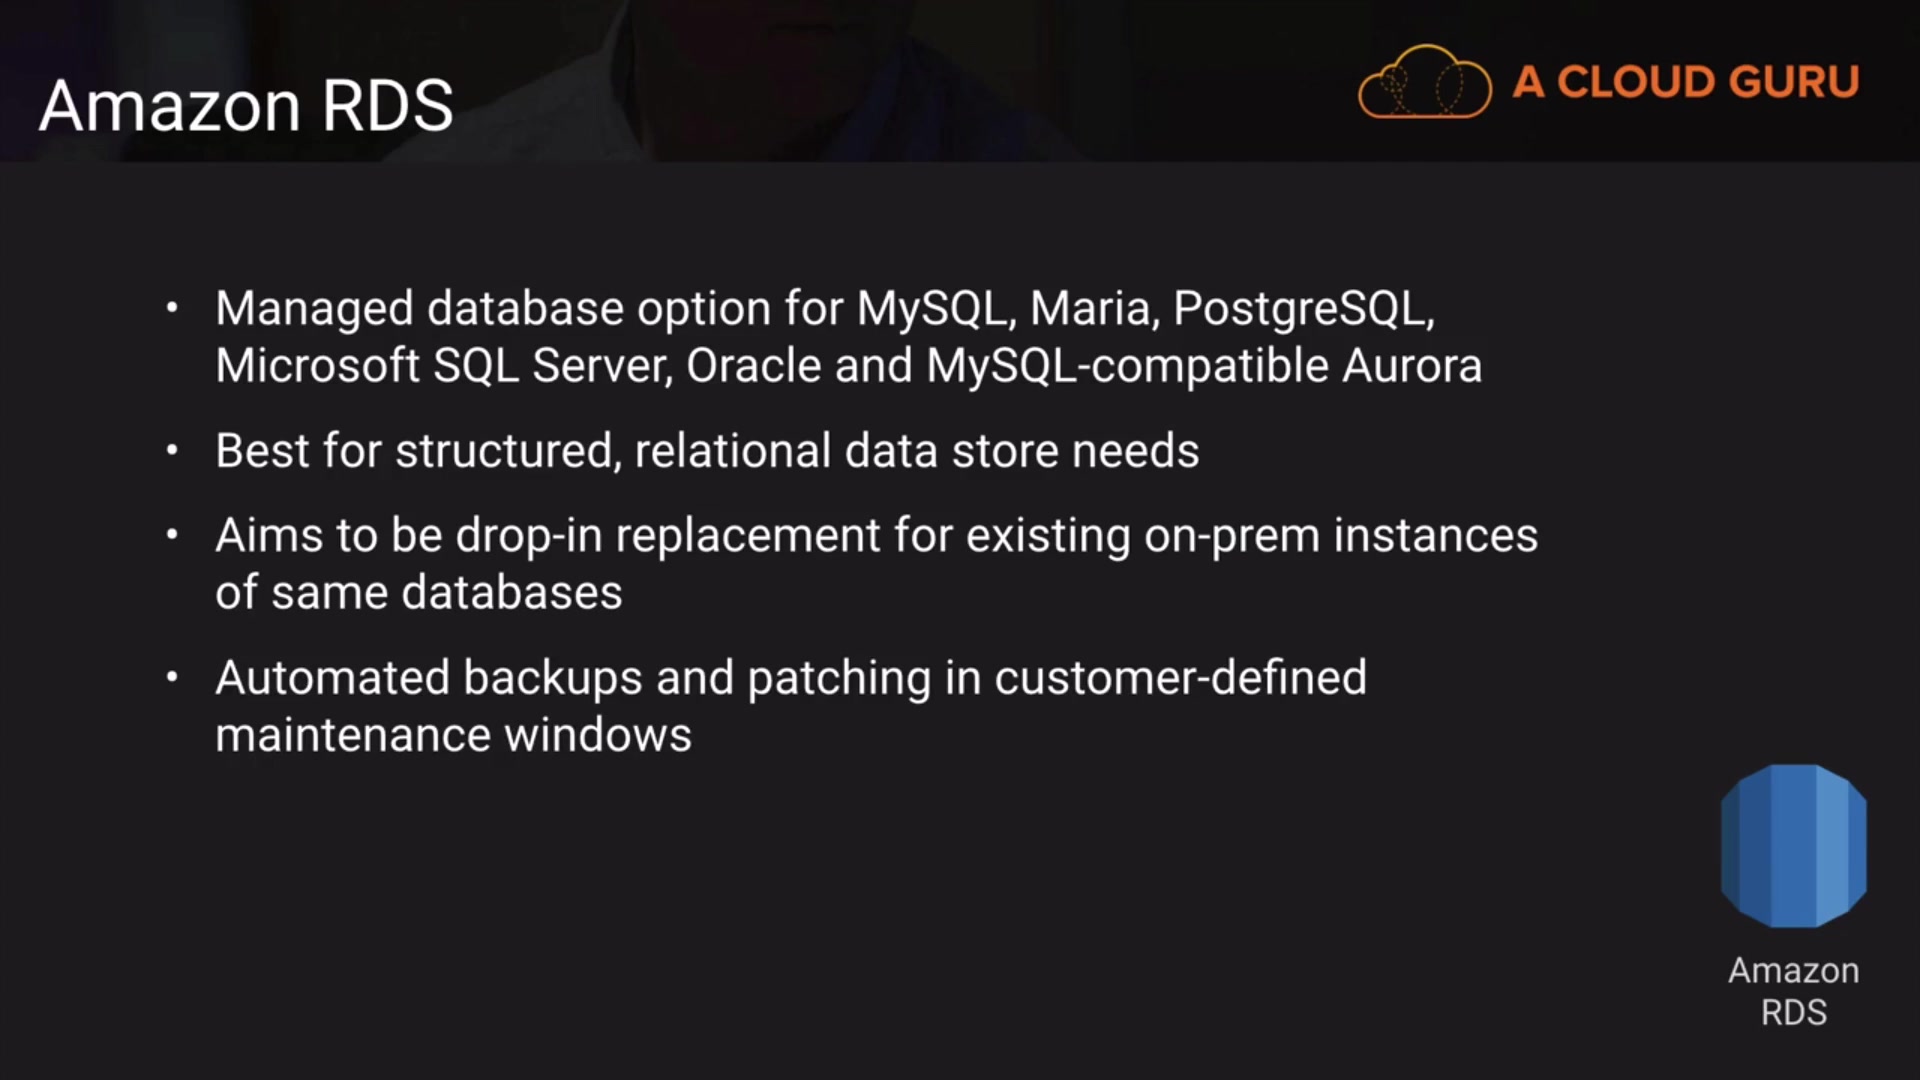 Amazon RDS
A CLOUD GURU
• Managed database option for MySQL, Maria, PostgreSQL,
Microsoft SQL Server, Oracle and MySQL-compatible Aurora
• Best for structured, relational data store needs
• Aims to be drop-in replacement for existing on-prem instances
of same databases
• Automated backups and patching in customer-defined
maintenance windows
Amazon
RDS